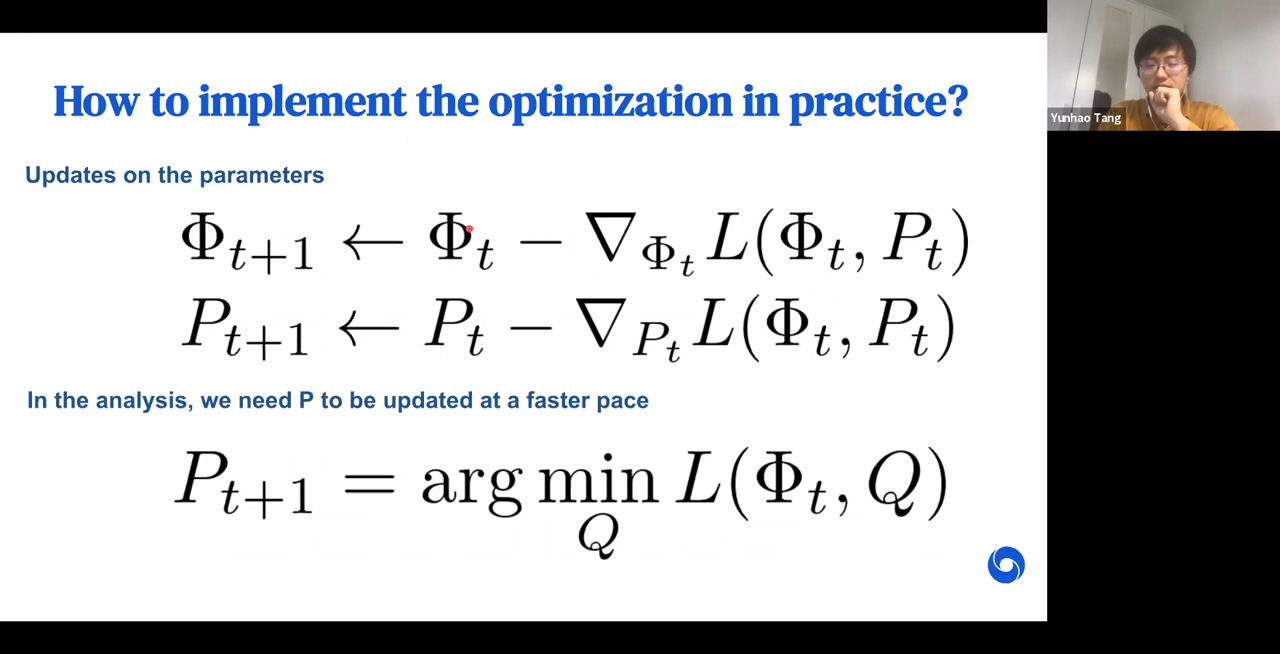 How to implement the optimization in practice?
Yunhao Tang
Updates on the parameters
Φ_{t+1} ← Φ_t − ∇_{Φ_t} L(Φ_t, P_t)
P_{t+1} ← P_t − ∇_{P_t} L(Φ_t, P_t)
In the analysis, we need P to be updated at a faster pace
P_{t+1} = arg min_Q L(Φ_t, Q)